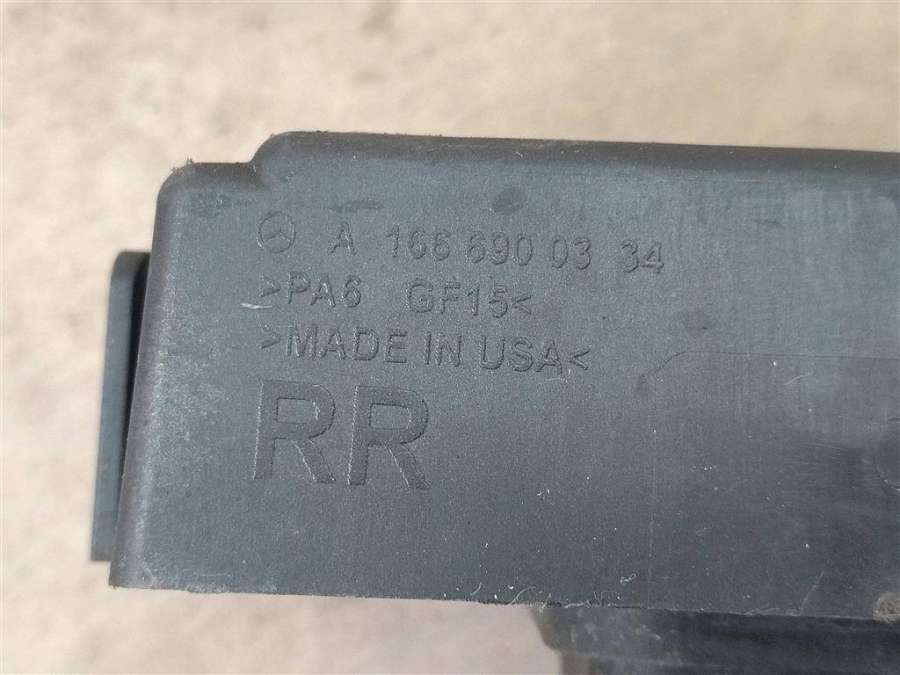 A 166 690 03 34
>PA6 GF15<
>MADE IN USA<
RR